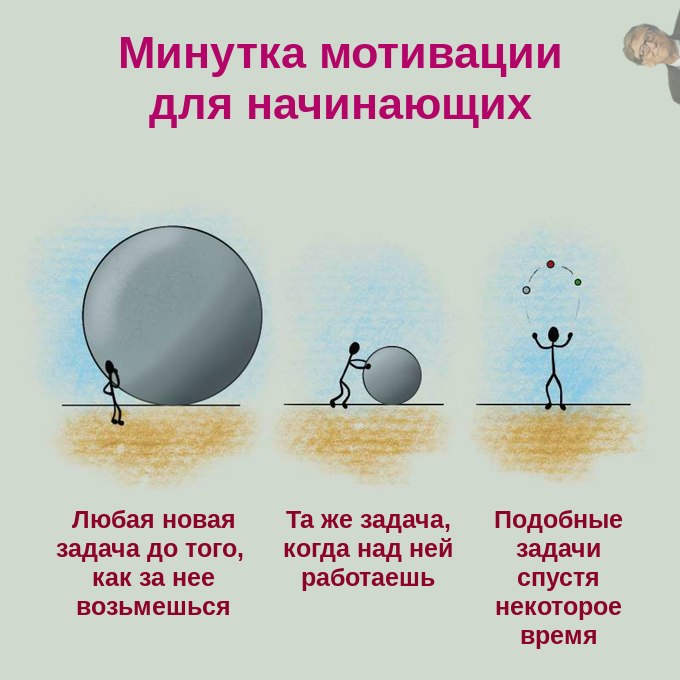 Минутка мотивации
для начинающих
Любая новая
задача до того,
как за нее
возьмешься
Та же задача,
когда над ней
работаешь
Подобные
задачи
спустя
некоторое
время